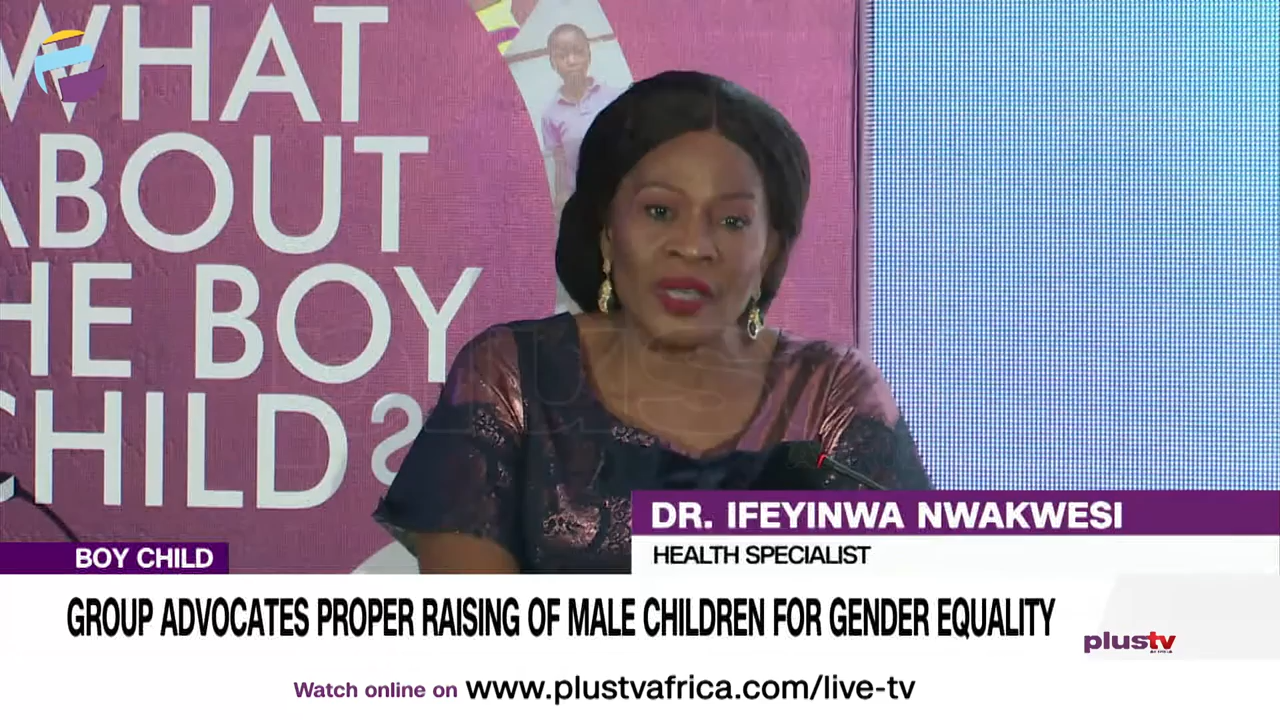 WHAT
ABOUT
HE BOY
CHILD?
plus
DR. IFEYINWA NWAKWESI
HEALTH SPECIALIST
BOY CHILD
GROUP ADVOCATES PROPER RAISING OF MALE CHILDREN FOR GENDER EQUALITY
plustv
Watch online on www.plustvafrica.com/live-tv